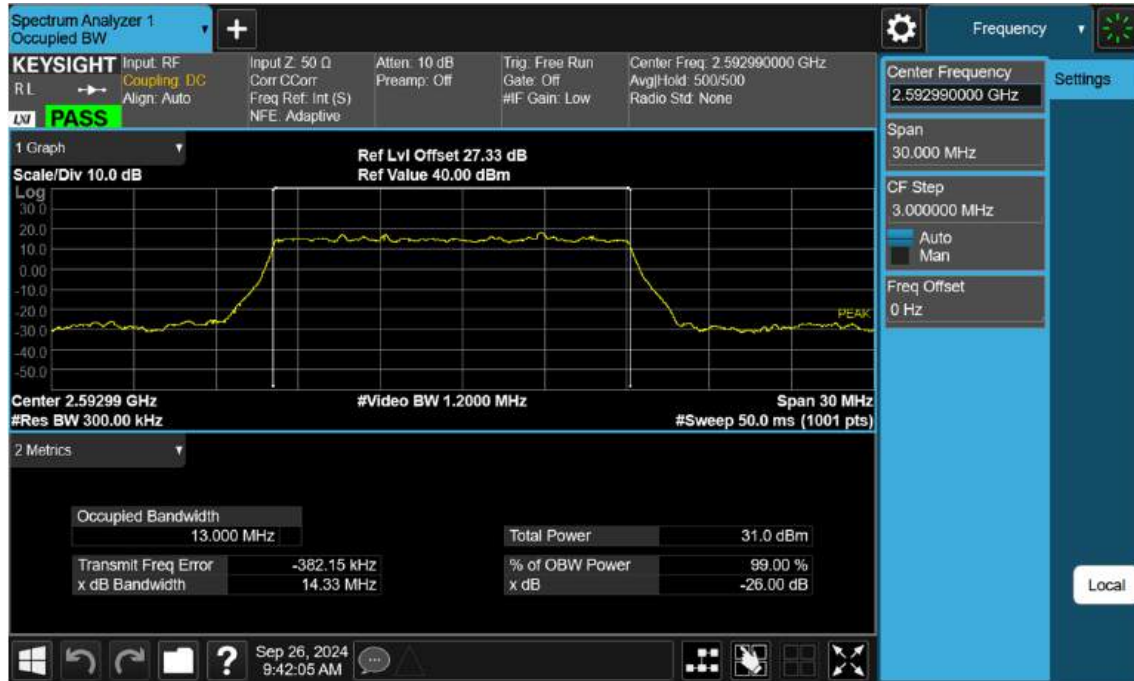 Spectrum Analyzer 1
Occupied BW
+
Frequency
KEYSIGHT
R L
LXI
PASS
Input: RF
Coupling: DC
Align: Auto
Input Z: 50 Ω
Corr CCorr
Freq Ref: Int (S)
NFE: Adaptive
Atten: 10 dB
Preamp: Off
Trig: Free Run
Gate: Off
#IF Gain: Low
Center Freq: 2.592990000 GHz
Avg|Hold: 500/500
Radio Std: None
Center Frequency
2.592990000 GHz
Settings
Span
30.000 MHz
CF Step
3.000000 MHz
Auto
Man
Freq Offset
0 Hz
Local
1 Graph
Scale/Div 10.0 dB
Ref Lvl Offset 27.33 dB
Ref Value 40.00 dBm
Log
30.0
20.0
10.0
0.00
-10.0
-20.0
-30.0
-40.0
-50.0
PEAK
Center 2.59299 GHz
#Video BW 1.2000 MHz
Span 30 MHz
#Res BW 300.00 kHz
#Sweep 50.0 ms (1001 pts)
2 Metrics
Occupied Bandwidth
13.000 MHz
Total Power 31.0 dBm
Transmit Freq Error -382.15 kHz
% of OBW Power 99.00 %
x dB Bandwidth 14.33 MHz
x dB -26.00 dB
?
Sep 26, 2024
9:42:05 AM